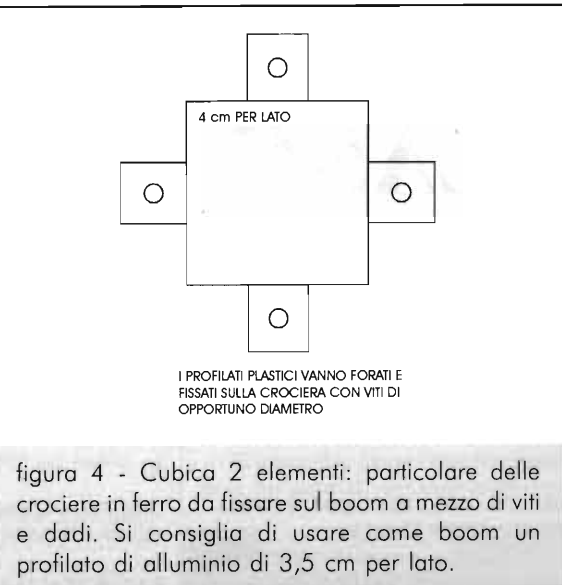 4 cm PER LATO
I PROFILATI PLASTICI VANNO FORATI E
FISSATI SULLA CROCIERA CON VITI DI
OPPORTUNO DIAMETRO
figura 4 - Cubica 2 elementi: particolare delle
crociere in ferro da fissare sul boom a mezzo di viti
e dadi. Si consiglia di usare come boom un
profilato di alluminio di 3,5 cm per lato.